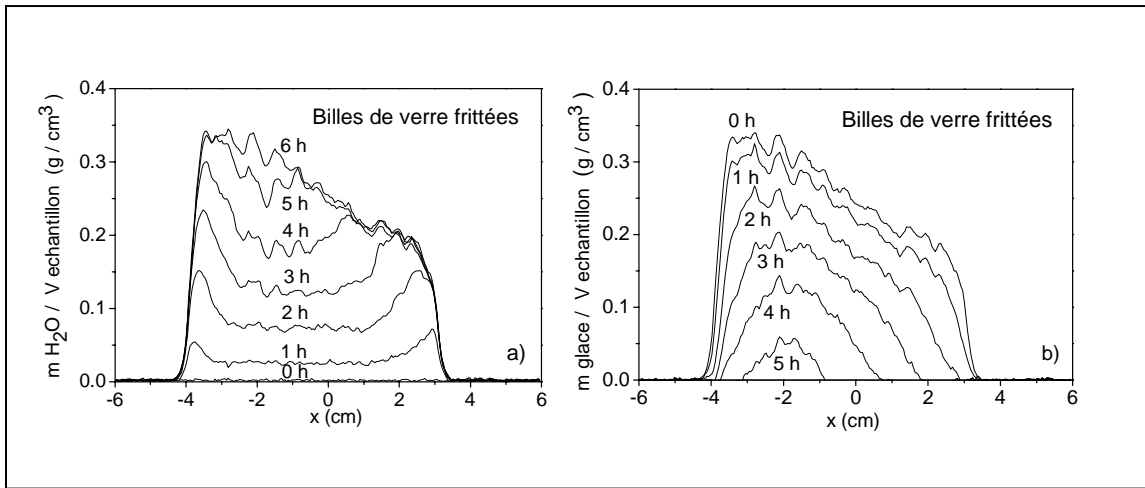 m H2O / V echantillon (g / cm3)
0.4
0.3
0.2
0.1
0.0
Billes de verre frittées
6 h
5 h
4 h
3 h
2 h
1 h
0 h
a)
-6 -4 -2 0 2 4 6
x (cm)
m glace / V echantillon (g / cm3)
0.4
0.3
0.2
0.1
0.0
Billes de verre frittées
0 h
1 h
2 h
3 h
4 h
5 h
b)
-6 -4 -2 0 2 4 6
x (cm)